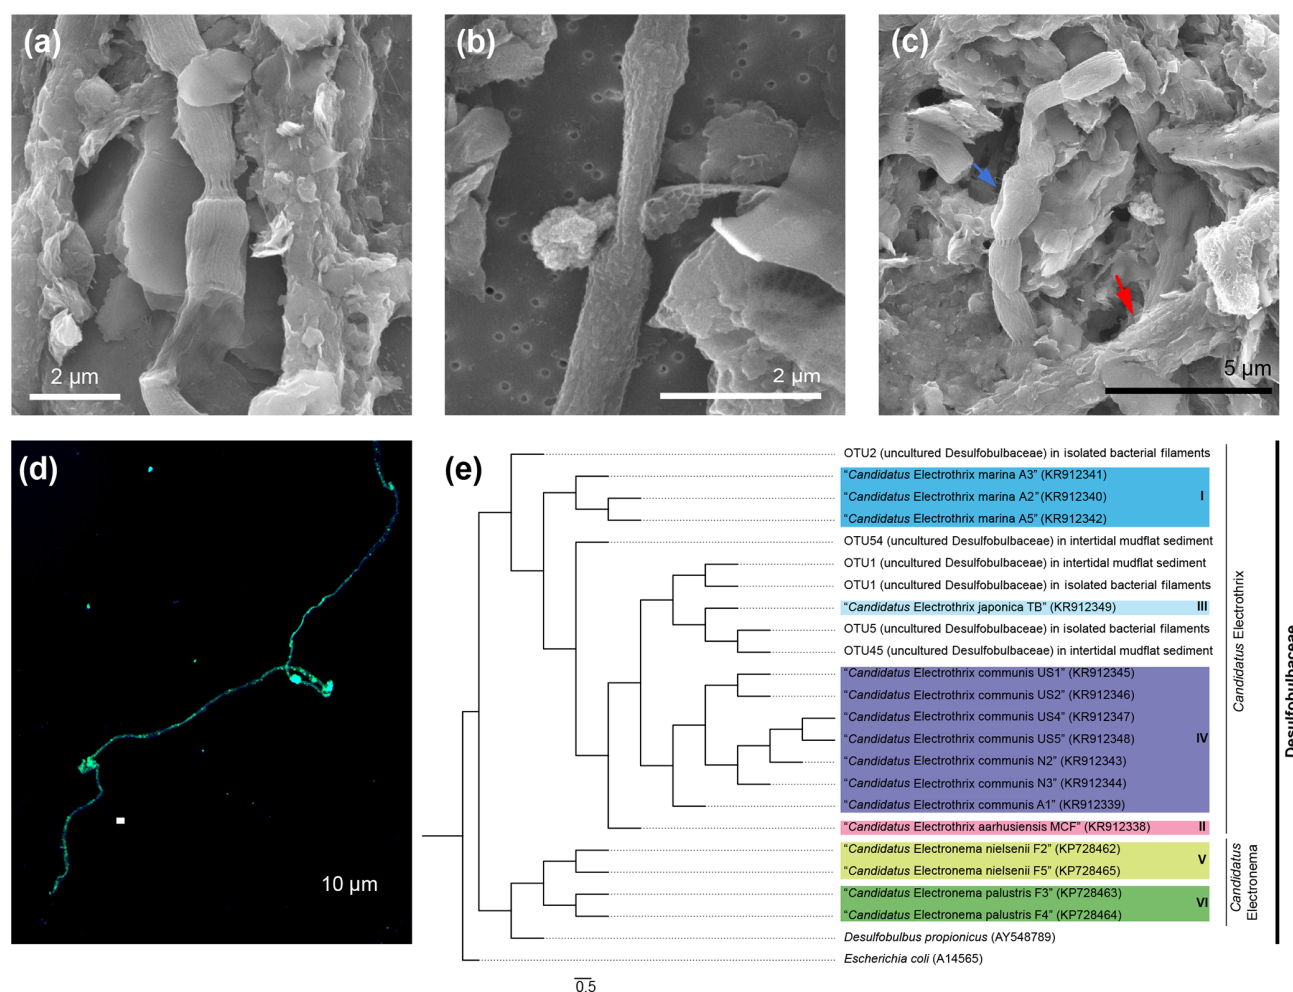 (a)
2 μm
(b)
2 μm
(c)
5 μm
(d)
10 μm
(e)
OTU2 (uncultured Desulfobulbaceae) in isolated bacterial filaments
“Candidatus Electrothrix marina A3” (KR912341)
“Candidatus Electrothrix marina A2” (KR912340)
I
“Candidatus Electrothrix marina A5” (KR912342)
OTU54 (uncultured Desulfobulbaceae) in intertidal mudflat sediment
OTU1 (uncultured Desulfobulbaceae) in intertidal mudflat sediment
OTU1 (uncultured Desulfobulbaceae) in isolated bacterial filaments
“Candidatus Electrothrix japonica TB” (KR912349)
III
OTU5 (uncultured Desulfobulbaceae) in isolated bacterial filaments
OTU45 (uncultured Desulfobulbaceae) in intertidal mudflat sediment
“Candidatus Electrothrix communis US1” (KR912345)
“Candidatus Electrothrix communis US2” (KR912346)
“Candidatus Electrothrix communis US4” (KR912347)
“Candidatus Electrothrix communis US5” (KR912348)
IV
“Candidatus Electrothrix communis N2” (KR912343)
“Candidatus Electrothrix communis N3” (KR912344)
“Candidatus Electrothrix communis A1” (KR912339)
“Candidatus Electrothrix aarhusiensis MCF” (KR912338)
II
“Candidatus Electronema nielsenii F2” (KP728462)
V
“Candidatus Electronema nielsenii F5” (KP728465)
“Candidatus Electronema palustris F3” (KP728463)
VI
“Candidatus Electronema palustris F4” (KP728464)
Desulfobulbus propionicus (AY548789)
Escherichia coli (A14565)
0.5
Candidatus Electrothrix
Candidatus
Electronema
Desulfobulbaceae